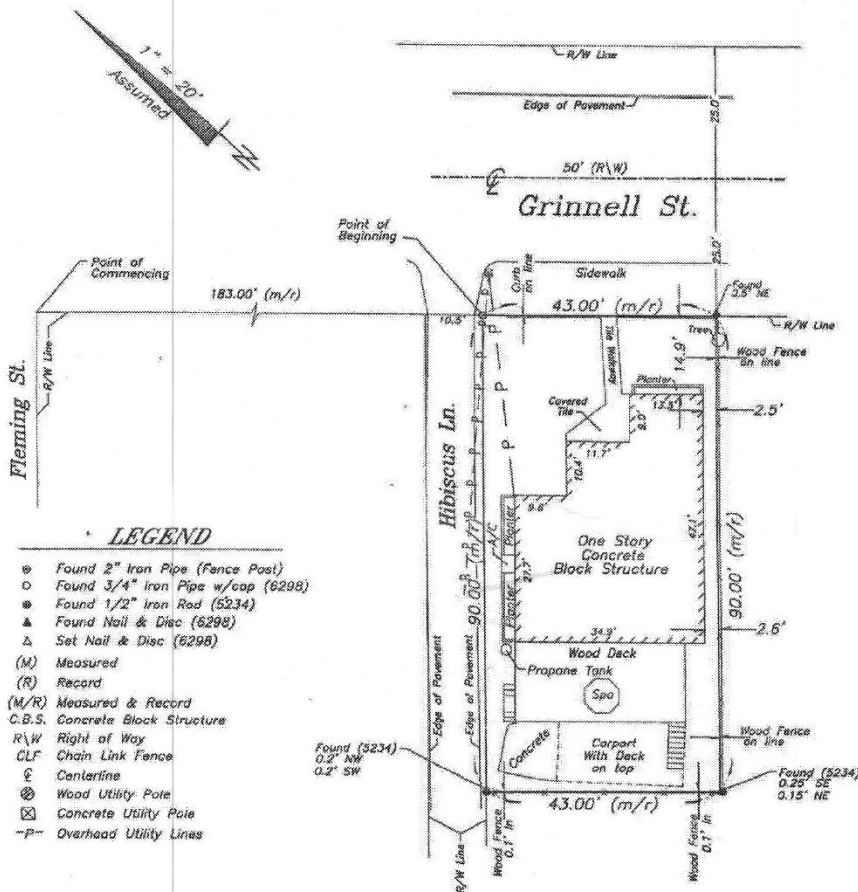 1" = 20'
Assumed
N
R/W Line
Edge of Pavement
25.0'
50' (R\W)
℄
Grinnell St.
Point of
Beginning
25.0'
Curb
on line
Sidewalk
Point of
Commencing
183.00' (m/r)
10.5'
43.00' (m/r)
Found
2.5' NE
R/W Line
R/W Line
Tree
Tile Walkway
14.9'
Wood Fence
on line
Fleming St.
Hibiscus Ln.
Planter
Covered
Tile
13.5'
2.5'
8.0'
11.7'
10.4'
9.6'
P
A/C
Planter
Planter
27.7'
One Story
Concrete
Block Structure
47.1'
90.00' (m/r)
90.00' (m/r)
34.9'
2.6'
Wood Deck
Propane Tank
Spa
Edge of Pavement
Edge of Pavement
Wood Fence
on line
Concrete
Carport
With Deck
on top
Found (5234)
0.2' NW
0.2' SW
43.00' (m/r)
Found (5234)
0.25' SE
0.15' NE
Wood Fence
0.1' in
Wood Fence
0.1' in
R/W Line
LEGEND
Found 2" Iron Pipe (Fence Post)
Found 3/4" Iron Pipe w/cap (6298)
Found 1/2" Iron Rod (5234)
Found Nail & Disc (6298)
Set Nail & Disc (6298)
(M) Measured
(R) Record
(M/R) Measured & Record
C.B.S. Concrete Block Structure
R\W Right of Way
CLF Chain Link Fence
℄ Centerline
Wood Utility Pole
Concrete Utility Pole
-P- Overhead Utility Lines